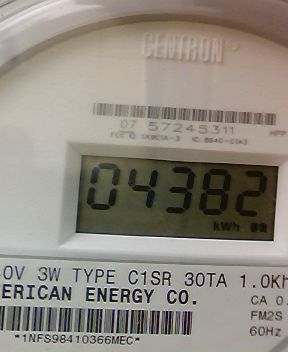 CENTRON®
07 57245311
04382
kWh
0V 3W TYPE C1SR 30TA 1.0Kh
ERICAN ENERGY CO.
CA 0.
FM2S
60Hz
*1NFS98410366MEC*